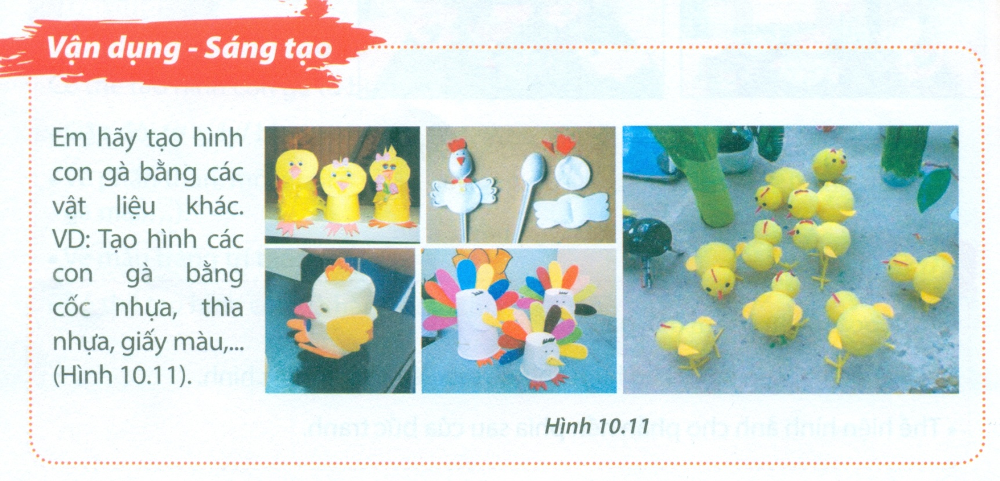 Vận dụng - Sáng tạo
Em hãy tạo hình
con gà bằng các
vật liệu khác.
VD: Tạo hình các
con gà bằng
cốc nhựa, thìa
nhựa, giấy màu,...
(Hình 10.11).
Hình 10.11